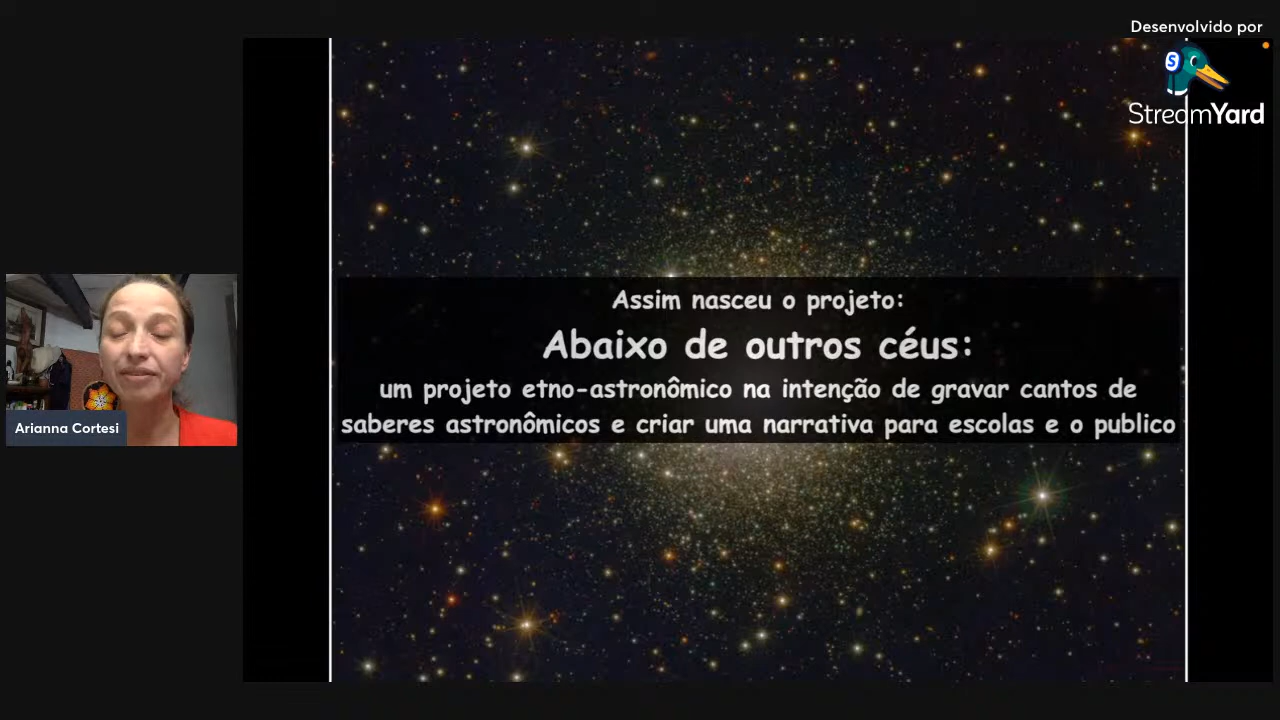 Desenvolvido por
StreamYard
Assim nasceu o projeto:
Abaixo de outros céus:
um projeto etno-astronômico na intenção de gravar cantos de
saberes astronômicos e criar uma narrativa para escolas e o publico
Arianna Cortesi